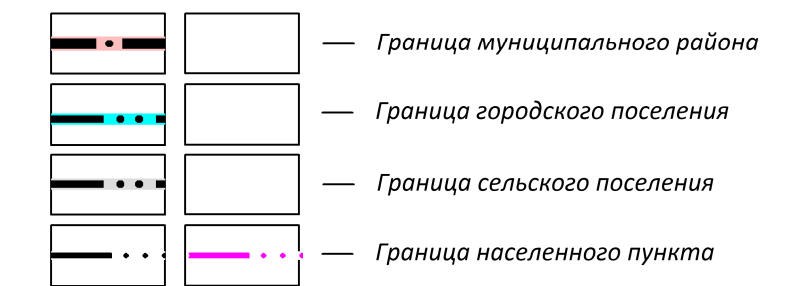 — Граница муниципального района
— Граница городского поселения
— Граница сельского поселения
— Граница населенного пункта